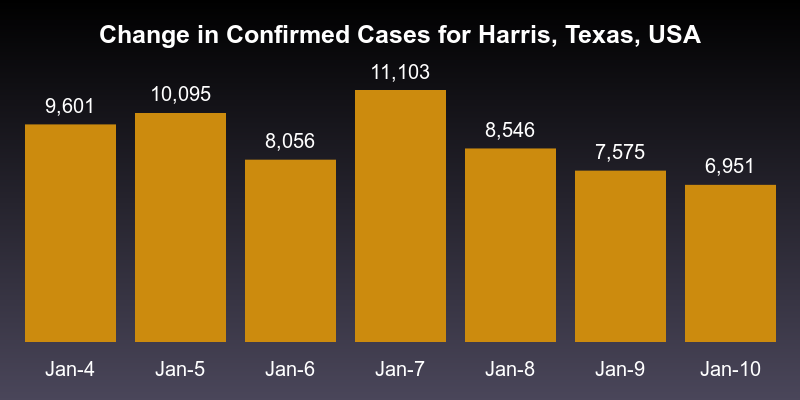 Change in Confirmed Cases for Harris, Texas, USA
9,601
10,095
8,056
11,103
8,546
7,575
6,951
Jan-4
Jan-5
Jan-6
Jan-7
Jan-8
Jan-9
Jan-10